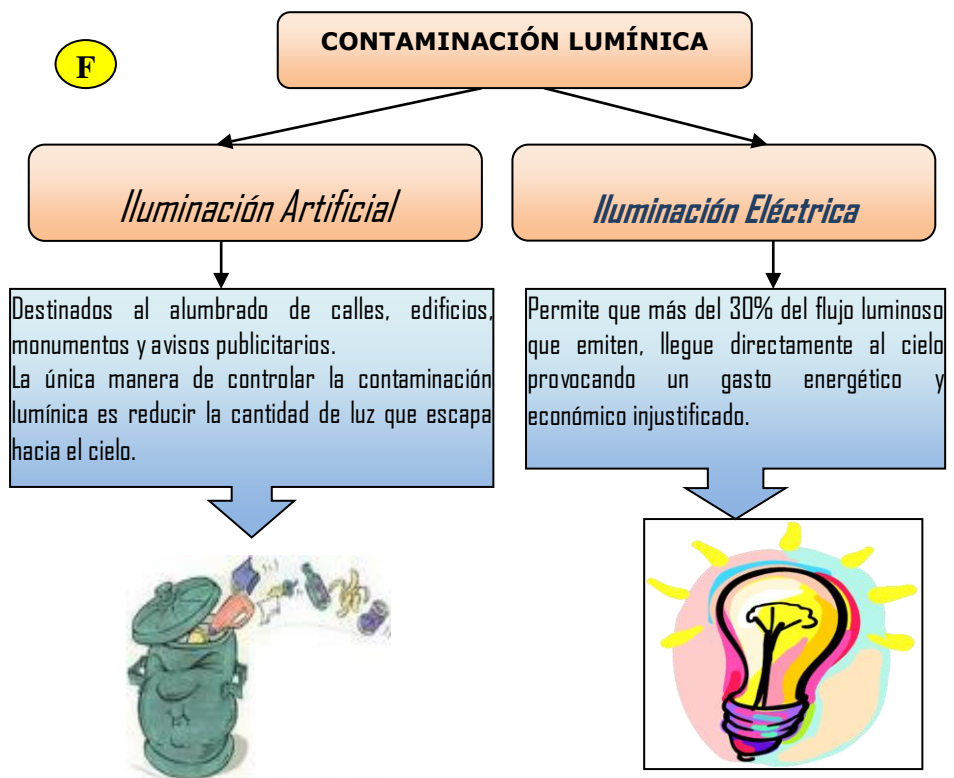 CONTAMINACIÓN LUMÍNICA
F
Iluminación Artificial
Iluminación Eléctrica
Destinados al alumbrado de calles, edificios,
monumentos y avisos publicitarios.
La única manera de controlar la contaminación
lumínica es reducir la cantidad de luz que escapa
hacia el cielo.
Permite que más del 30% del flujo luminoso
que emiten, llegue directamente al cielo
provocando un gasto energético y
económico injustificado.